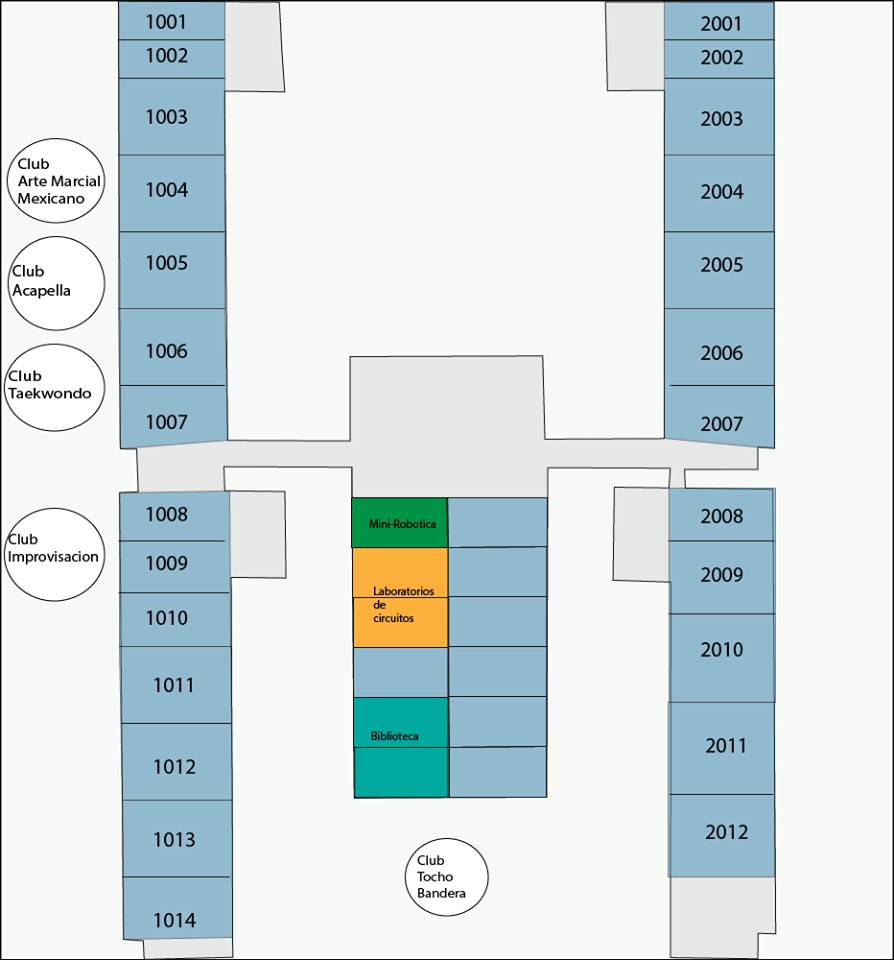 1001
1002
1003
1004
1005
1006
1007
1008
1009
1010
1011
1012
1013
1014
Club
Arte Marcial
Mexicano
Club
Acapella
Club
Taekwondo
Club
Improvisacion
Mini-Robotica
Laboratorios
de
circuitos
Biblioteca
Club
Tocho
Bandera
2001
2002
2003
2004
2005
2006
2007
2008
2009
2010
2011
2012